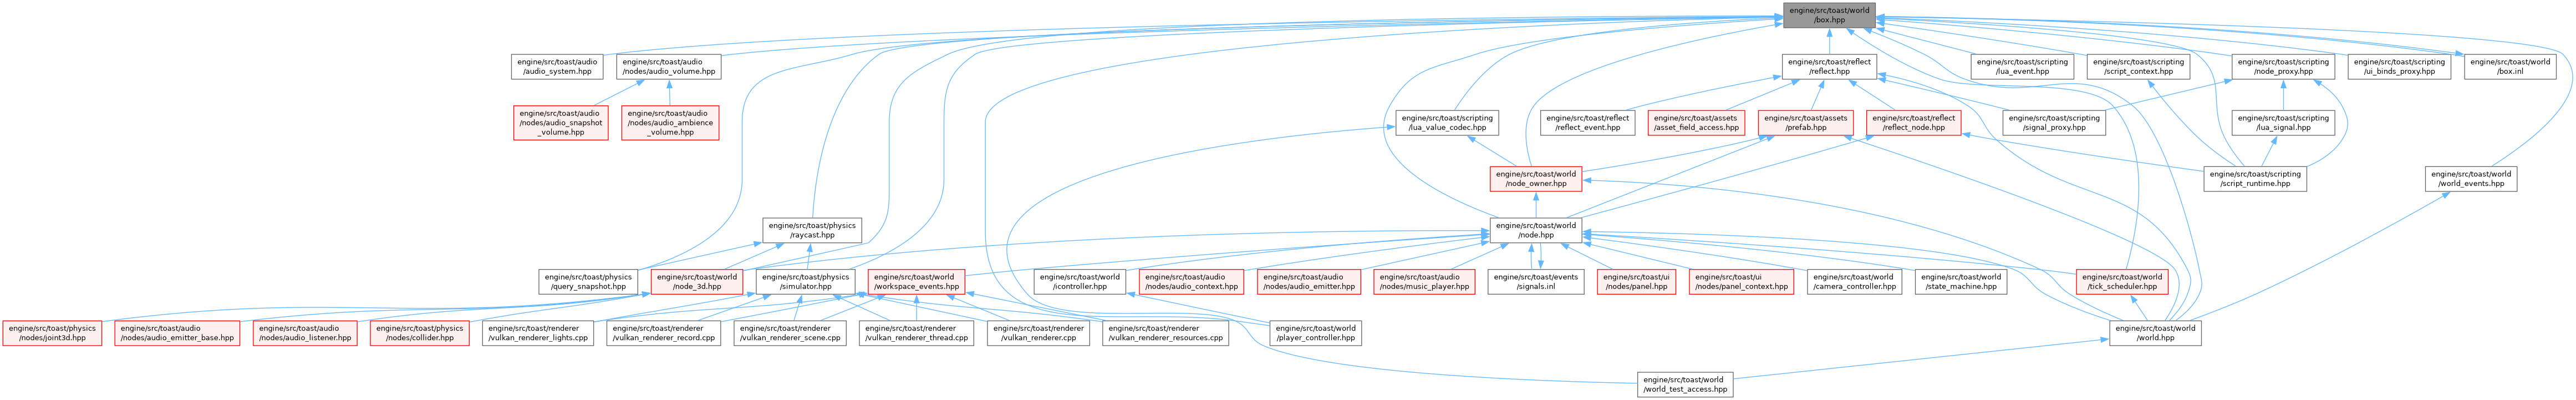 engine/src/toast/world
/box.hpp
engine/src/toast/audio
/audio_system.hpp
engine/src/toast/audio
/nodes/audio_volume.hpp
engine/src/toast/reflect
/reflect.hpp
engine/src/toast/scripting
/lua_event.hpp
engine/src/toast/scripting
/script_context.hpp
engine/src/toast/scripting
/node_proxy.hpp
engine/src/toast/scripting
/ui_binds_proxy.hpp
engine/src/toast/world
/box.inl
engine/src/toast/audio
/nodes/audio_snapshot
_volume.hpp
engine/src/toast/audio
/nodes/audio_ambience
_volume.hpp
engine/src/toast/scripting
/lua_value_codec.hpp
engine/src/toast/reflect
/reflect_event.hpp
engine/src/toast/assets
/asset_field_access.hpp
engine/src/toast/assets
/prefab.hpp
engine/src/toast/reflect
/reflect_node.hpp
engine/src/toast/scripting
/signal_proxy.hpp
engine/src/toast/scripting
/lua_signal.hpp
engine/src/toast/world
/node_owner.hpp
engine/src/toast/scripting
/script_runtime.hpp
engine/src/toast/world
/world_events.hpp
engine/src/toast/physics
/raycast.hpp
engine/src/toast/world
/node.hpp
engine/src/toast/physics
/query_snapshot.hpp
engine/src/toast/world
/node_3d.hpp
engine/src/toast/physics
/simulator.hpp
engine/src/toast/world
/workspace_events.hpp
engine/src/toast/world
/icontroller.hpp
engine/src/toast/audio
/nodes/audio_context.hpp
engine/src/toast/audio
/nodes/audio_emitter.hpp
engine/src/toast/audio
/nodes/music_player.hpp
engine/src/toast/events
/signals.inl
engine/src/toast/ui
/nodes/panel.hpp
engine/src/toast/ui
/nodes/panel_context.hpp
engine/src/toast/world
/camera_controller.hpp
engine/src/toast/world
/state_machine.hpp
engine/src/toast/world
/tick_scheduler.hpp
engine/src/toast/physics
/nodes/joint3d.hpp
engine/src/toast/audio
/nodes/audio_emitter_base.hpp
engine/src/toast/audio
/nodes/audio_listener.hpp
engine/src/toast/physics
/nodes/collider.hpp
engine/src/toast/renderer
/vulkan_renderer_lights.cpp
engine/src/toast/renderer
/vulkan_renderer_record.cpp
engine/src/toast/renderer
/vulkan_renderer_scene.cpp
engine/src/toast/renderer
/vulkan_renderer_thread.cpp
engine/src/toast/renderer
/vulkan_renderer.cpp
engine/src/toast/renderer
/vulkan_renderer_resources.cpp
engine/src/toast/world
/player_controller.hpp
engine/src/toast/world
/world.hpp
engine/src/toast/world
/world_test_access.hpp